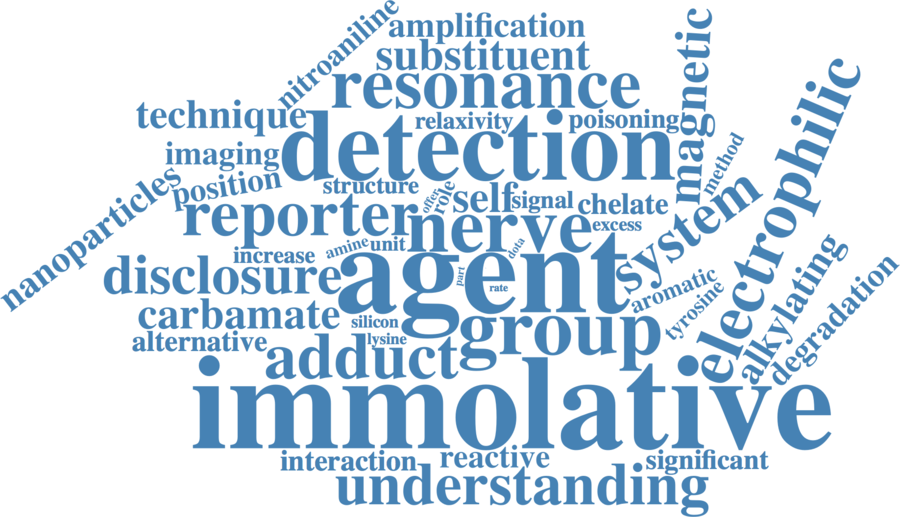 nitroaniline
amplification
substituent
magnetic
resonance
electrophilic
technique
relaxivity
poisoning
detection
imaging
method
nanoparticles
position
structure
offer
role
self
signal
chelate
system
reporter
nerve
excess
amine
unit
dota
increase
disclosure
agent
part
rate
aromatic
tyrosine
alkylating
degradation
carbamate
silicon
group
alternative
lysine
adduct
immolative
interaction
reactive
significant
understanding